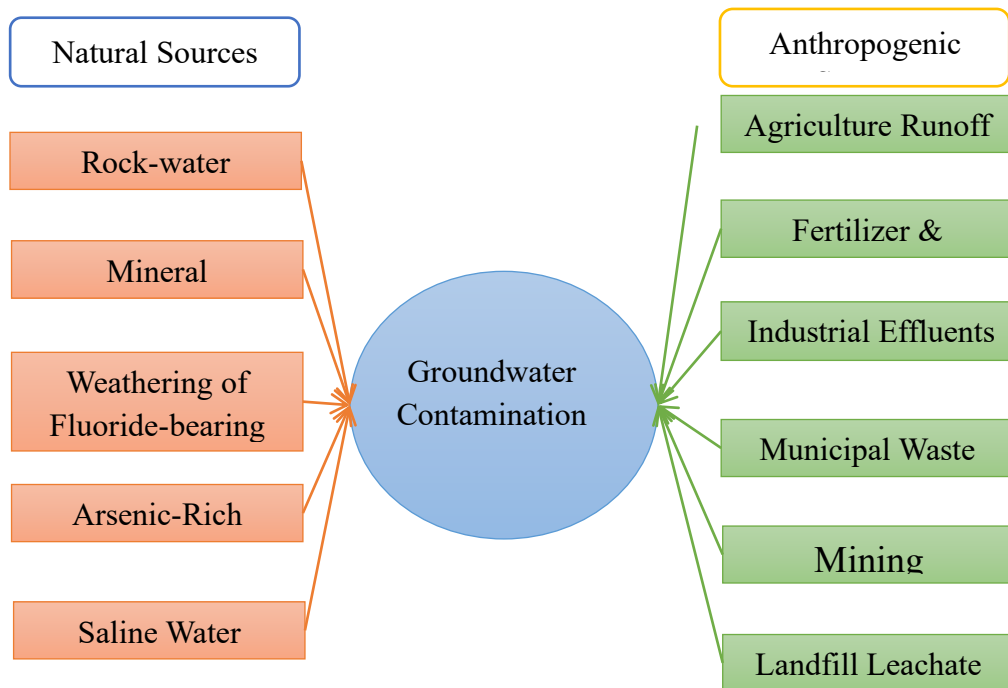 Natural Sources
Rock-water
Mineral
Weathering of
Fluoride-bearing
Arsenic-Rich
Saline Water
Groundwater
Contamination
Anthropogenic
Agriculture Runoff
Fertilizer &
Industrial Effluents
Municipal Waste
Mining
Landfill Leachate